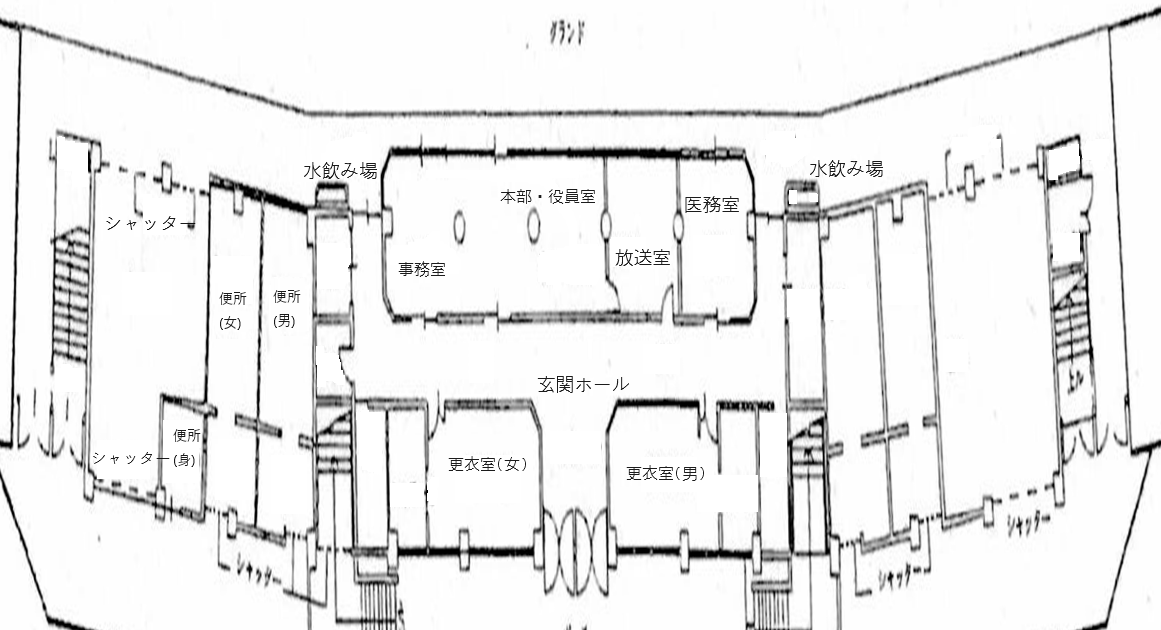 グランド
水飲み場
水飲み場
本部・役員室
医務室
シャッター
放送室
事務室
便所
(女)
便所
(男)
玄関ホール
上ル
便所
(身)
シャッター
更衣室(女)
更衣室(男)
シャッター
シャッター
シャッター